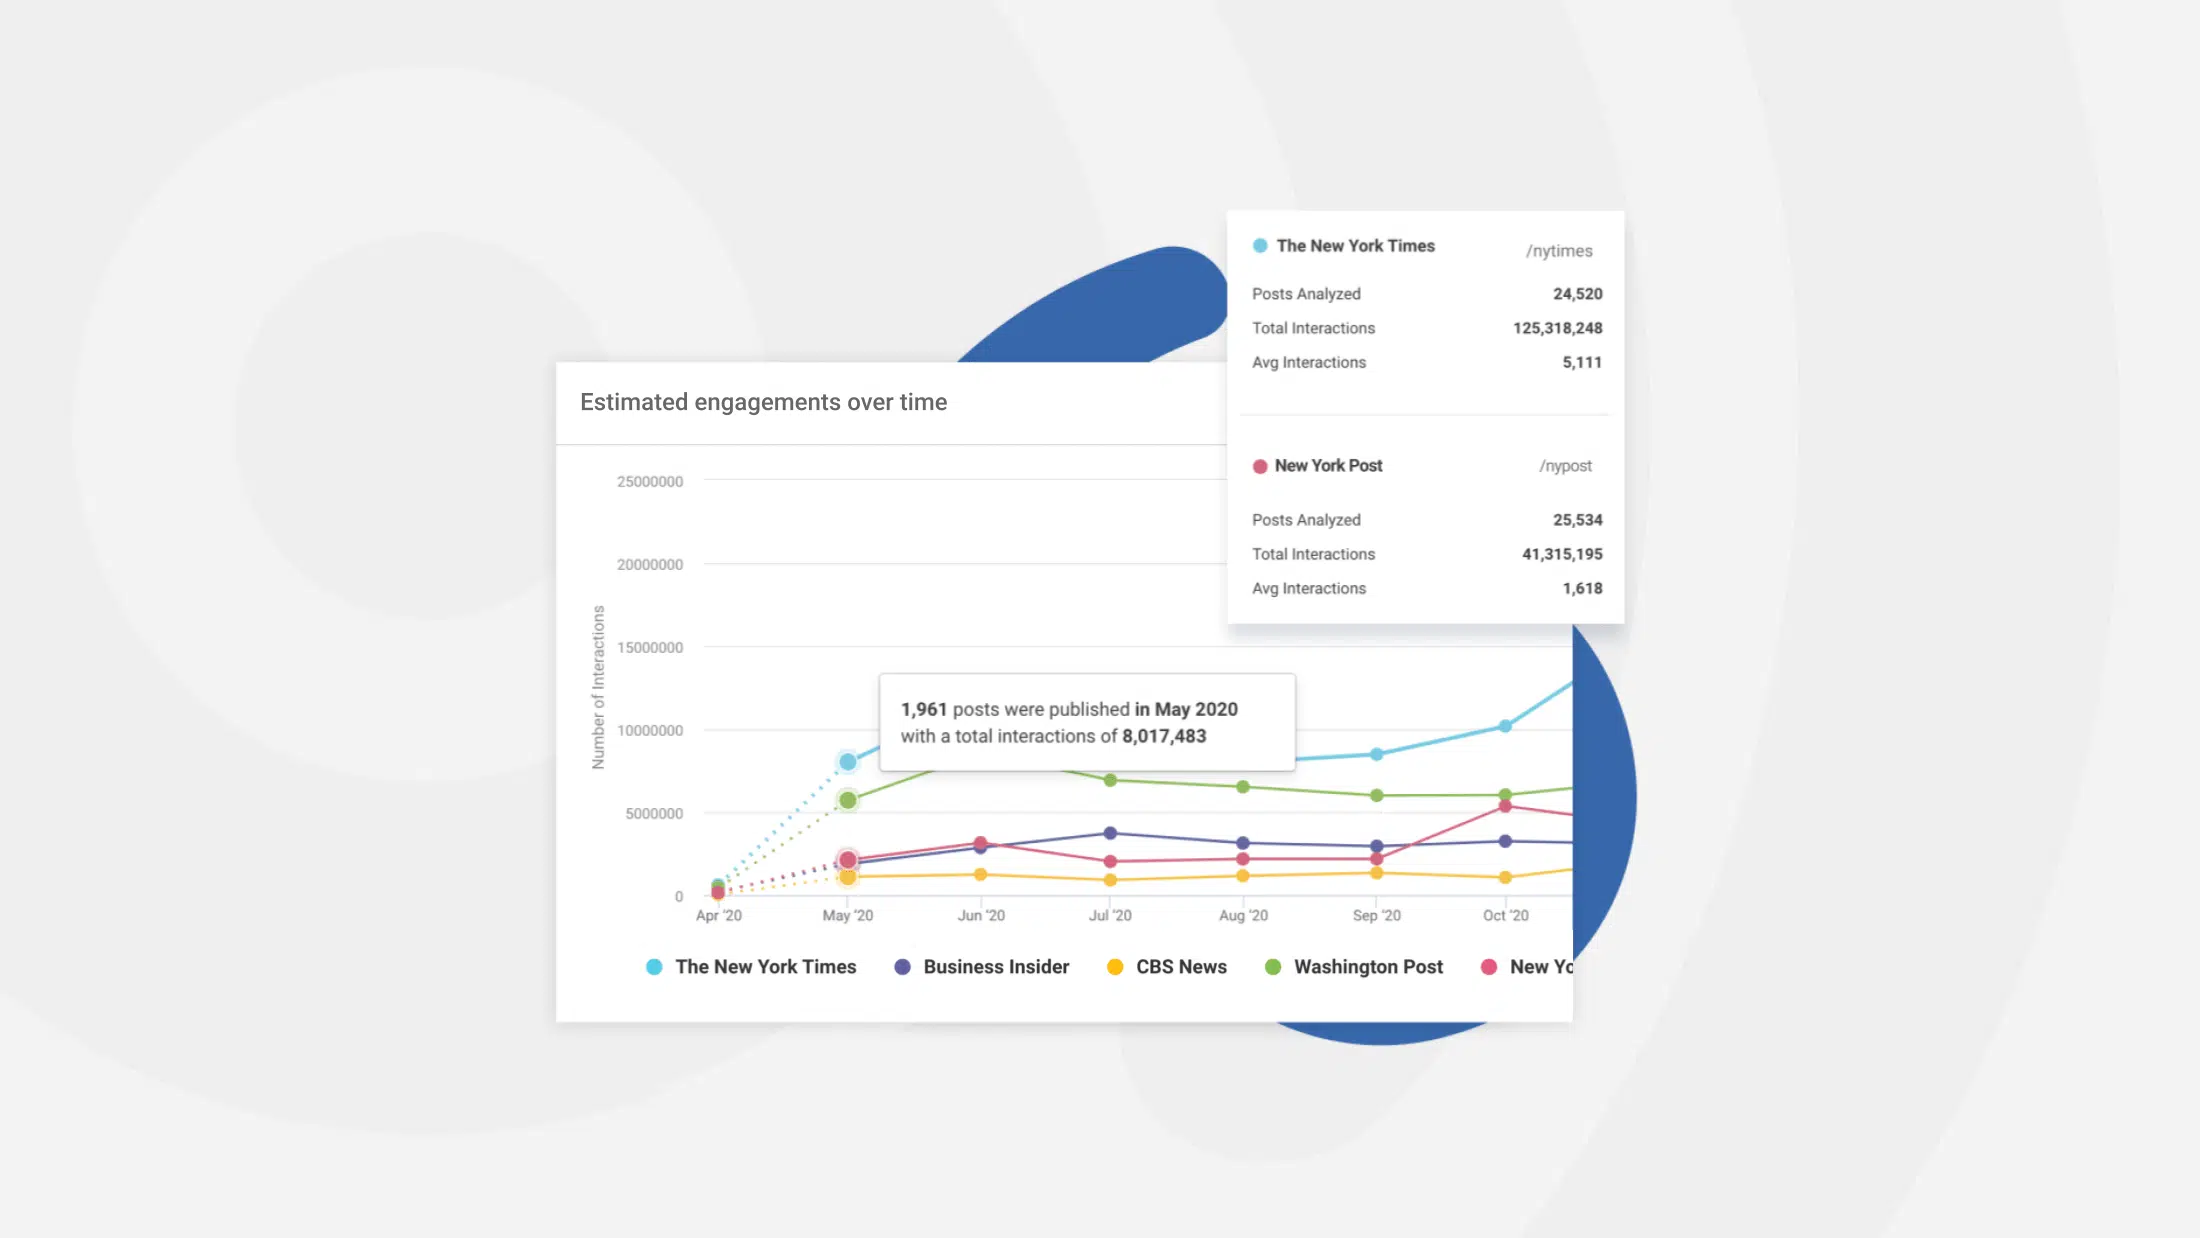 The New York Times /nytimes
Posts Analyzed 24,520
Total Interactions 125,318,248
Avg Interactions 5,111
New York Post /nypost
Posts Analyzed 25,534
Total Interactions 41,315,195
Avg Interactions 1,618
Estimated engagements over time
Number of Interactions
25000000
20000000
15000000
10000000
5000000
0
1,961 posts were published in May 2020
with a total interactions of 8,017,483
Apr '20 May '20 Jun '20 Jul '20 Aug '20 Sep '20 Oct '20
The New York Times Business Insider CBS News Washington Post New Yo